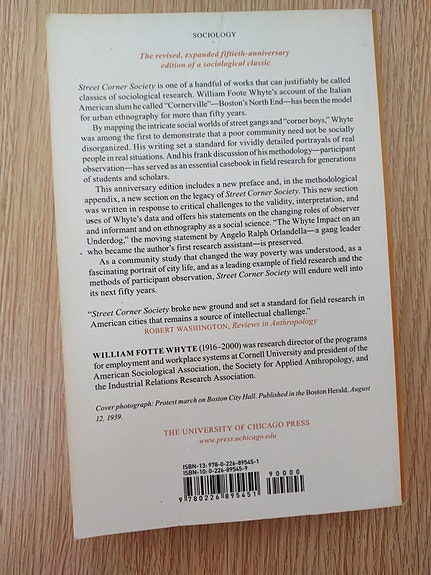 SOCIOLOGY
The revised, expanded fiftieth-anniversary
edition of a sociological classic
Street Corner Society is one of a handful of works that can justifiably be called
classics of sociological research. William Foote Whyte's account of the Italian
American slum he called "Cornerville"—Boston's North End—has been the model
for urban ethnography for more than fifty years.
By mapping the intricate social worlds of street gangs and "corner boys," Whyte
was among the first to demonstrate that a poor community need not be socially
disorganized. His writing set a standard for vividly detailed portrayals of real
people in real situations. And his frank discussion of his methodology—participant
observation—has served as an essential casebook in field research for generations
of students and scholars.
This anniversary edition includes a new preface and, in the methodological
appendix, a new section on the legacy of Street Corner Society. This new section
was written in response to critical challenges to the validity, interpretation, and
uses of Whyte's data and offers his statement on the changing roles of observer
and informant and on ethnography as a social science. "The Whyte Impact on an
Underdog," the moving statement by Angelo Ralph Orlandella—a gang leader
who became the author's first research assistant—is preserved.
As a community study that changed the way poverty was understood, as a
fascinating portrait of city life, and as a leading example of field research and the
methods of participant observation, Street Corner Society will endure well into
its next fifty years.
"Street Corner Society broke new ground and set a standard for field research in
American cities that remains a source of intellectual challenge."
ROBERT WASHINGTON, Reviews in Anthropology
WILLIAM FOTTE WHYTE (1916–2000) was research director of the programs
for employment and workplace systems at Cornell University and president of the
American Sociological Association, the Society for Applied Anthropology, and
the Industrial Relations Research Association.
Cover photograph: Protest march on Boston City Hall. Published in the Boston Herald, August
12, 1939.
THE UNIVERSITY OF CHICAGO PRESS
www.press.uchicago.edu
ISBN-13: 978-0-226-89545-1
ISBN-10: 0-226-89545-9
90000
9 780226 895451